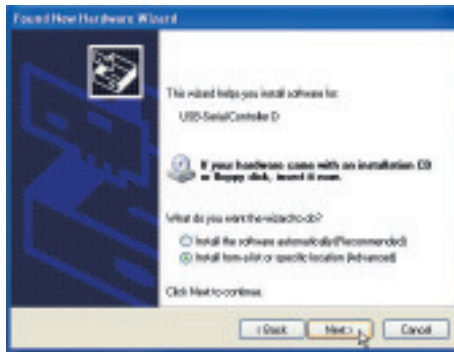 Found New Hardware Wizard
This wizard helps you install software for:
USB-Serial Controller D
If your hardware came with an installation CD
or floppy disk, insert it now.
What do you want the wizard to do?
Install the software automatically (Recommended)
Install from a list or specific location (Advanced)
Click Next to continue.
< Back
Next >
Cancel